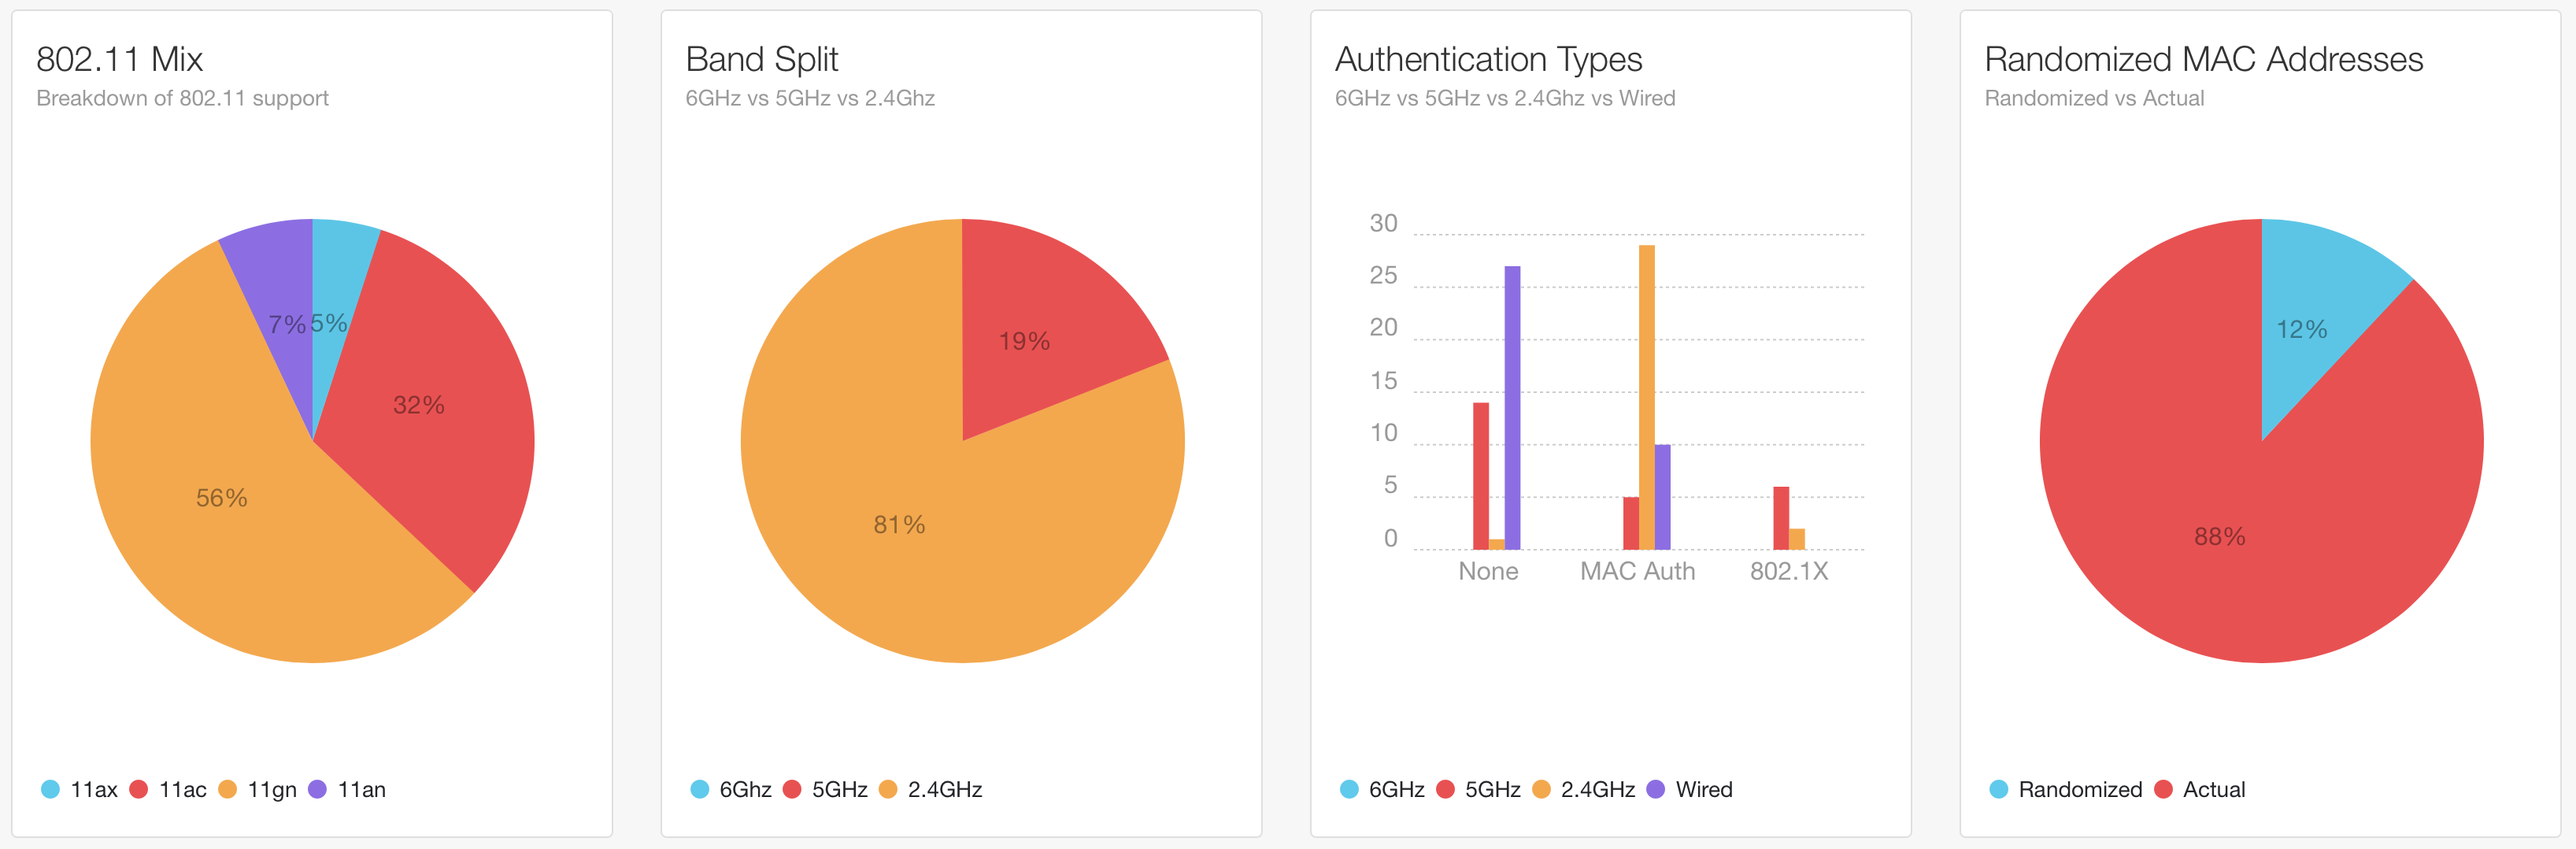 802.11 Mix
Breakdown of 802.11 support
7%
5%
32%
56%
11ax 11ac 11gn 11an
Band Split
6GHz vs 5GHz vs 2.4Ghz
19%
81%
6Ghz 5GHz 2.4GHz
Authentication Types
6GHz vs 5GHz vs 2.4Ghz vs Wired
30
25
20
15
10
5
0
None MAC Auth 802.1X
6GHz 5GHz 2.4GHz Wired
Randomized MAC Addresses
Randomized vs Actual
12%
88%
Randomized Actual